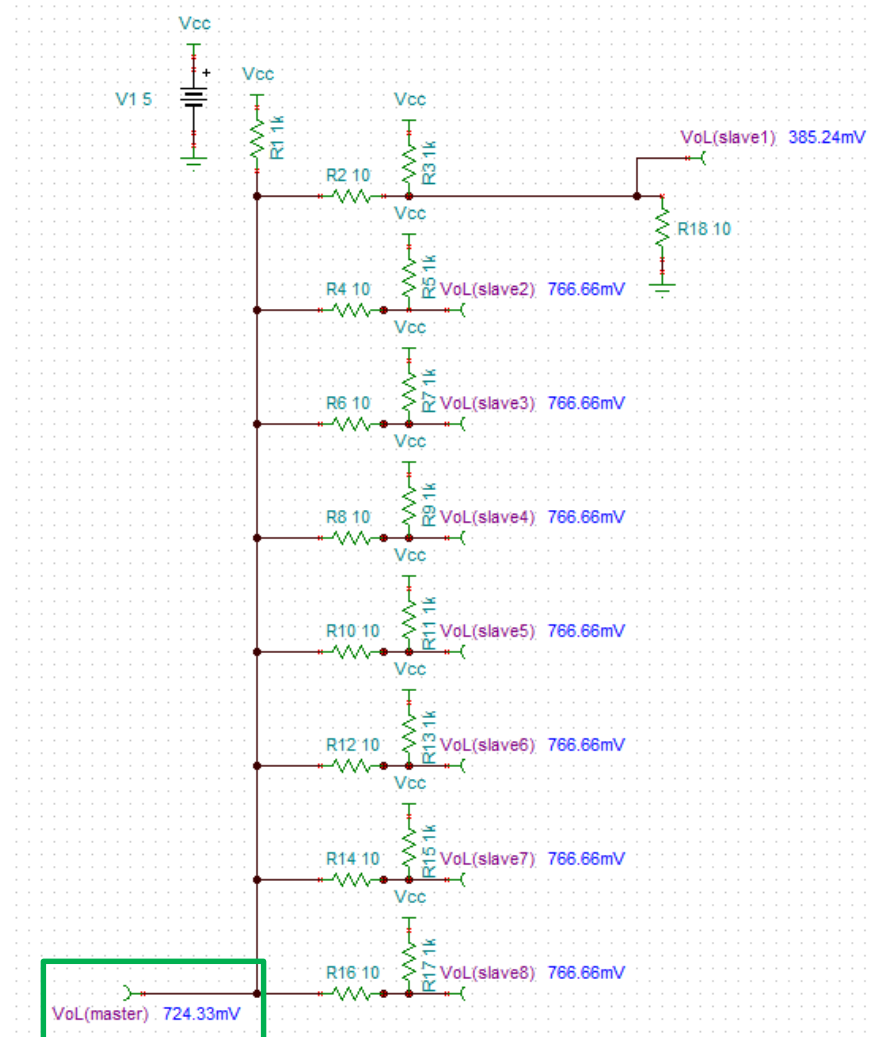 Vcc
V1 5
+
Vcc
R1 1k
Vcc
R3 1k
R2 10
VoL(slave1) 385.24mV
R18 10
Vcc
R5 1k
R4 10
VoL(slave2) 766.66mV
Vcc
R7 1k
R6 10
VoL(slave3) 766.66mV
Vcc
R9 1k
R8 10
VoL(slave4) 766.66mV
Vcc
R11 1k
R10 10
VoL(slave5) 766.66mV
Vcc
R13 1k
R12 10
VoL(slave6) 766.66mV
Vcc
R15 1k
R14 10
VoL(slave7) 766.66mV
Vcc
R17 1k
R16 10
VoL(slave8) 766.66mV
VoL(master) 724.33mV